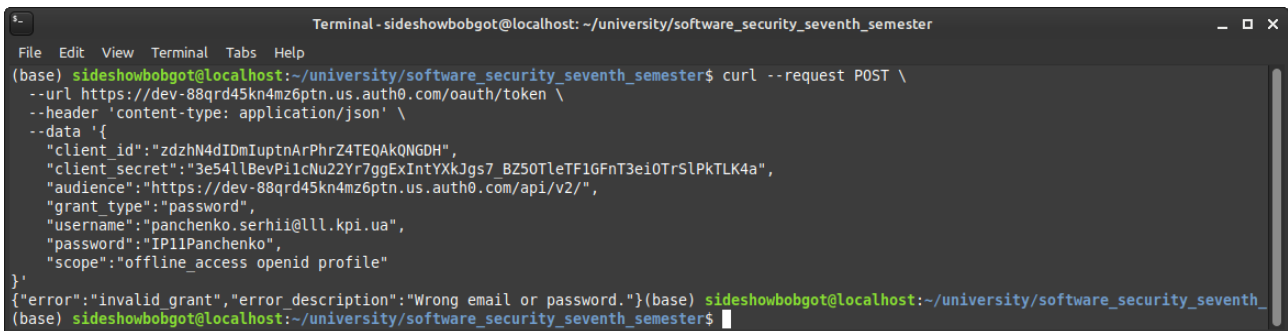 Terminal - sideshowbobgot@localhost: ~/university/software_security_seventh_semester
File Edit View Terminal Tabs Help
(base) sideshowbobgot@localhost:~/university/software_security_seventh_semester$ curl --request POST \
  --url https://dev-88qrd45kn4mz6ptn.us.auth0.com/oauth/token \
  --header 'content-type: application/json' \
  --data '{
    "client_id":"zdzhN4dIDmIuptnArPhrZ4TEQAkQNGDH",
    "client_secret":"3e54llBevPi1cNu22Yr7ggExIntYXkJgs7_BZ5OTleTF1GFnT3eiOTrSlPkTLK4a",
    "audience":"https://dev-88qrd45kn4mz6ptn.us.auth0.com/api/v2/",
    "grant_type":"password",
    "username":"panchenko.serhii@lll.kpi.ua",
    "password":"IP11Panchenko",
    "scope":"offline_access openid profile"
}'
{"error":"invalid_grant","error_description":"Wrong email or password."}(base) sideshowbobgot@localhost:~/university/software_security_seventh_
(base) sideshowbobgot@localhost:~/university/software_security_seventh_semester$